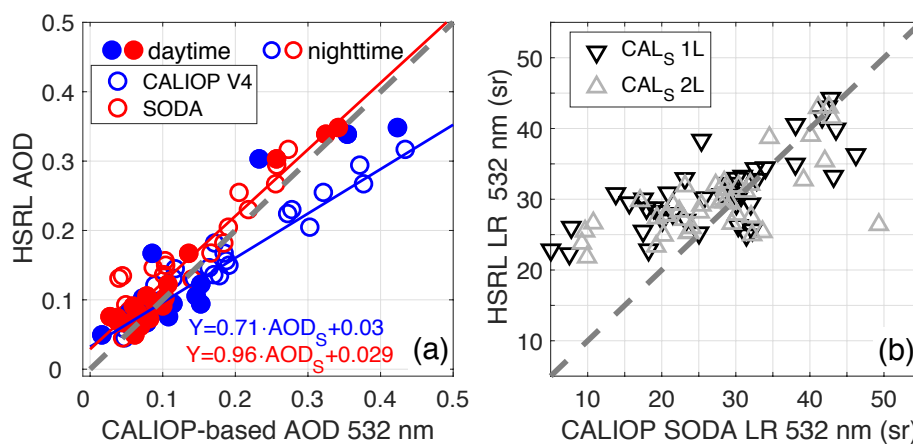 0.5
0.4
0.3
0.2
0.1
0
HSRL AOD
daytime
nighttime
CALIOP V4
SODA
Y=0.71·AOD_S+0.03
Y=0.96·AOD_S+0.029
(a)
0 0.1 0.2 0.3 0.4 0.5
CALIOP-based AOD 532 nm
50
40
30
20
10
HSRL LR 532 nm (sr)
CAL_S 1L
CAL_S 2L
(b)
10 20 30 40 50
CALIOP SODA LR 532 nm (sr)